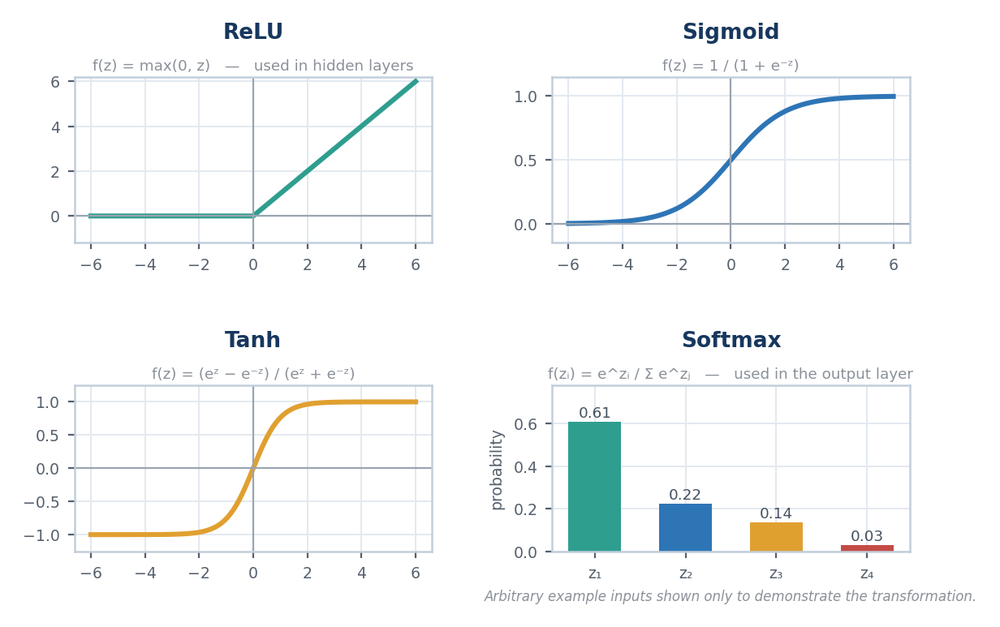 ReLU
f(z) = max(0, z) — used in hidden layers
6
4
2
0
−6 −4 −2 0 2 4 6
Sigmoid
f(z) = 1 / (1 + e⁻ᶻ)
1.0
0.5
0.0
−6 −4 −2 0 2 4 6
Tanh
f(z) = (eᶻ − e⁻ᶻ) / (eᶻ + e⁻ᶻ)
1.0
0.5
0.0
−0.5
−1.0
−6 −4 −2 0 2 4 6
Softmax
f(zᵢ) = e^zᵢ / Σ e^zⱼ — used in the output layer
probability
0.6
0.4
0.2
0.0
0.61
0.22
0.14
0.03
z₁ z₂ z₃ z₄
Arbitrary example inputs shown only to demonstrate the transformation.